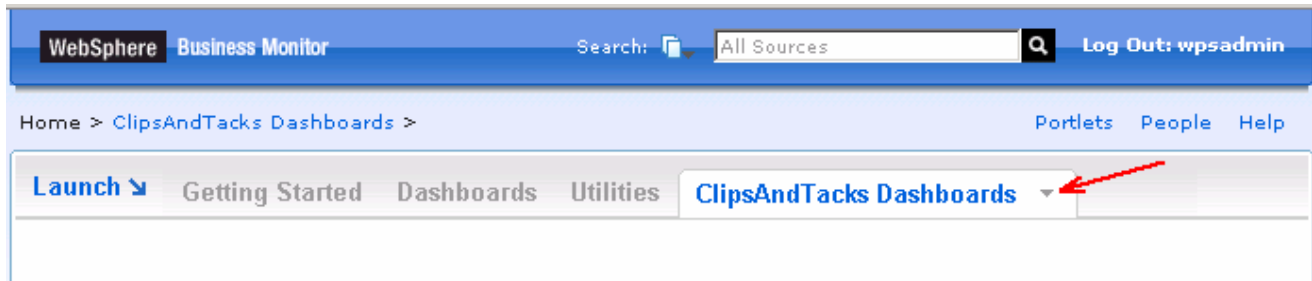 WebSphere Business Monitor Search: All Sources Log Out: wpsadmin
Home > ClipsAndTacks Dashboards > Portlets People Help
Launch Getting Started Dashboards Utilities ClipsAndTacks Dashboards